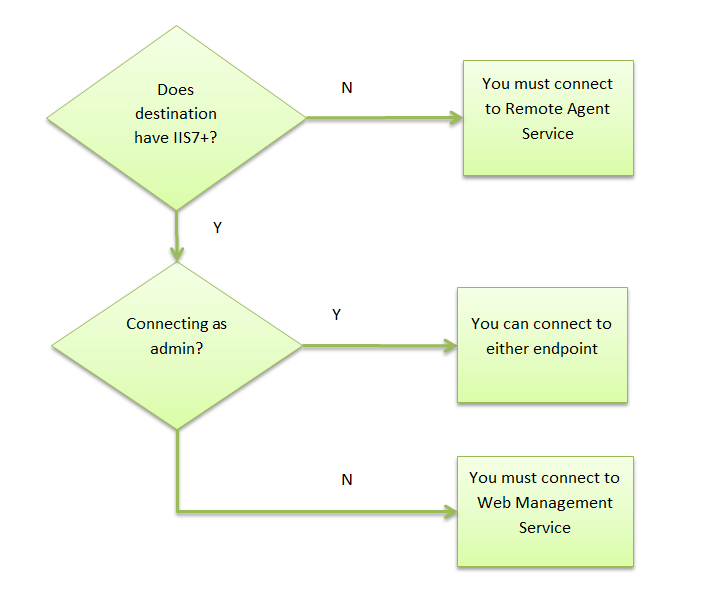 Does
destination
have IIS7+?
N
You must connect
to Remote Agent
Service
Y
Connecting as
admin?
Y
You can connect to
either endpoint
N
You must connect to
Web Management
Service